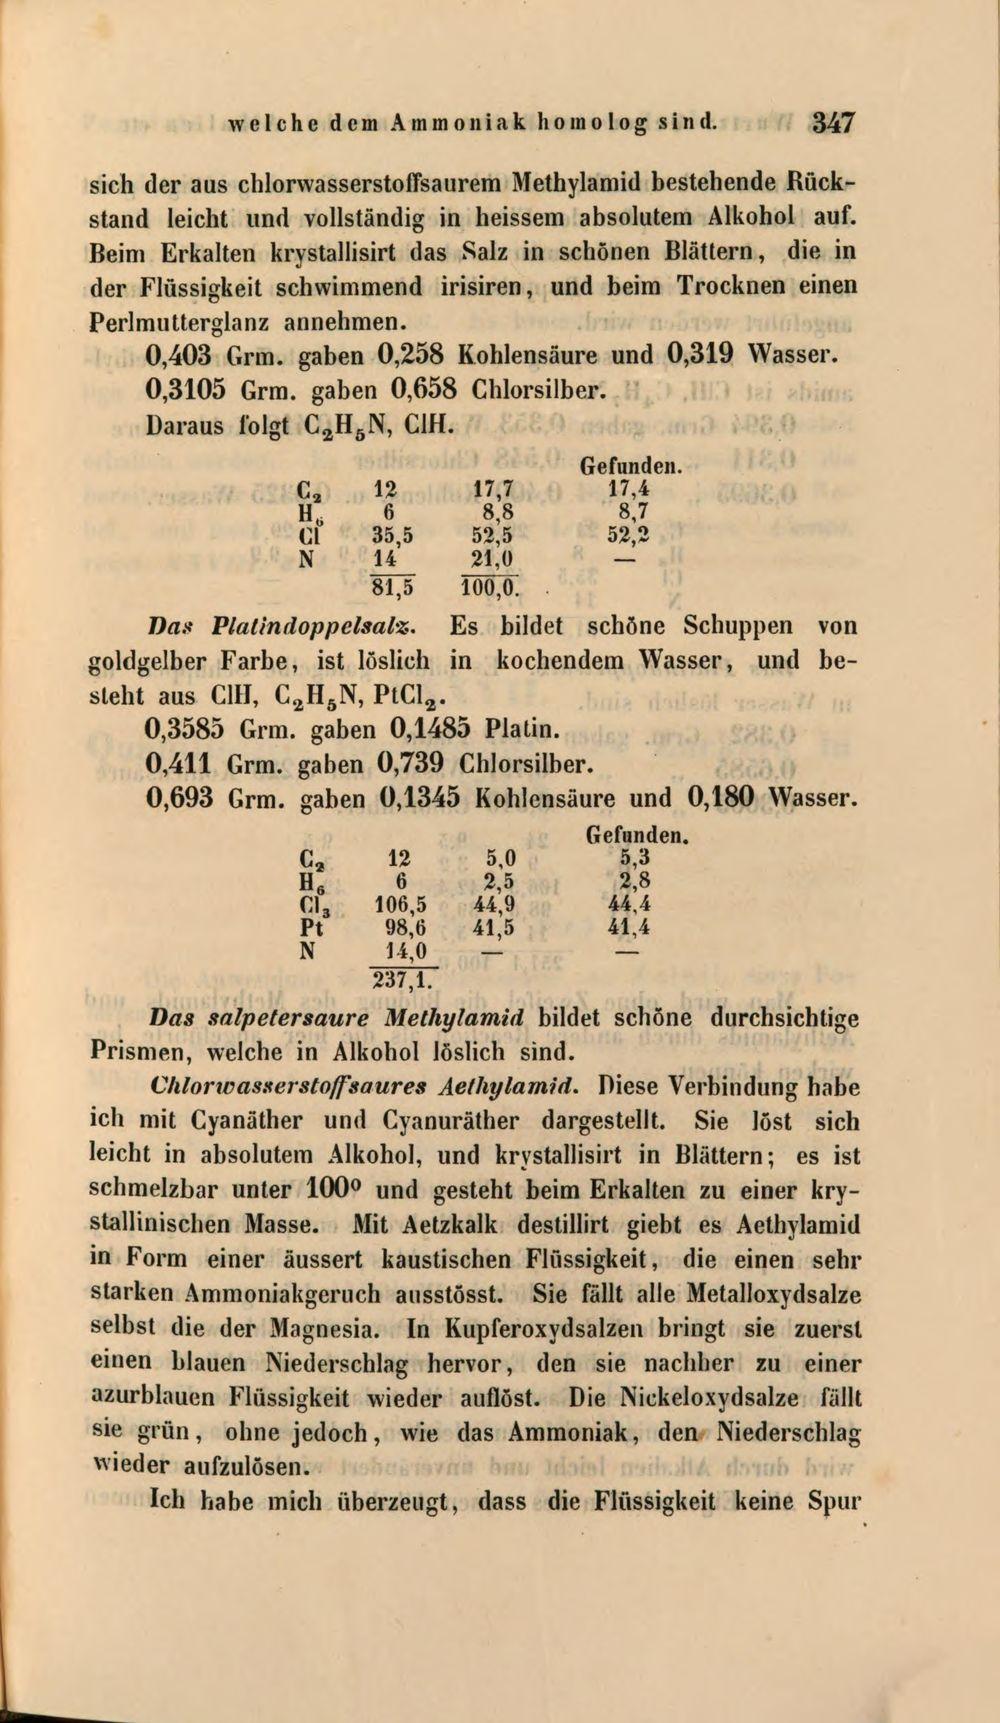 welche dem Ammoniak homolog sind. 347
sich der aus chlorwasserstoffsaurem Methylamid bestehende Rück-
stand leicht und vollständig in heissem absolutem Alkohol auf.
Beim Erkalten krystallisirt das Salz in schönen Blättern, die in
der Flüssigkeit schwimmend irisiren, und beim Trocknen einen
Perlmutterglanz annehmen.
0,403 Grm. gaben 0,258 Kohlensäure und 0,319 Wasser.
0,3105 Grm. gaben 0,658 Chlorsilber.
Daraus folgt C₂H₅N, ClH.
Gefunden.
C₂ 12 17,7 17,4
H₆ 6 8,8 8,7
Cl 35,5 52,5 52,2
N 14 21,0 —
81,5 100,0.
Das Platindoppelsalz. Es bildet schöne Schuppen von
goldgelber Farbe, ist löslich in kochendem Wasser, und be-
steht aus ClH, C₂H₅N, PtCl₂.
0,3585 Grm. gaben 0,1485 Platin.
0,411 Grm. gaben 0,739 Chlorsilber.
0,693 Grm. gaben 0,1345 Kohlensäure und 0,180 Wasser.
Gefunden.
C₂ 12 5,0 5,3
H₆ 6 2,5 2,8
Cl₃ 106,5 44,9 44,4
Pt 98,6 41,5 41,4
N 14,0 — —
237,1.
Das salpetersaure Methylamid bildet schöne durchsichtige
Prismen, welche in Alkohol löslich sind.
Chlorwasserstoffsaures Aethylamid. Diese Verbindung habe
ich mit Cyanäther und Cyanuräther dargestellt. Sie löst sich
leicht in absolutem Alkohol, und krystallisirt in Blättern; es ist
schmelzbar unter 100° und gesteht beim Erkalten zu einer kry-
stallinischen Masse. Mit Aetzkalk destillirt giebt es Aethylamid
in Form einer äussert kaustischen Flüssigkeit, die einen sehr
starken Ammoniakgeruch ausstösst. Sie fällt alle Metalloxydsalze
selbst die der Magnesia. In Kupferoxydsalzen bringt sie zuerst
einen blauen Niederschlag hervor, den sie nachher zu einer
azurblauen Flüssigkeit wieder auflöst. Die Nickeloxydsalze fällt
sie grün, ohne jedoch, wie das Ammoniak, den Niederschlag
wieder aufzulösen.
Ich habe mich überzeugt, dass die Flüssigkeit keine Spur